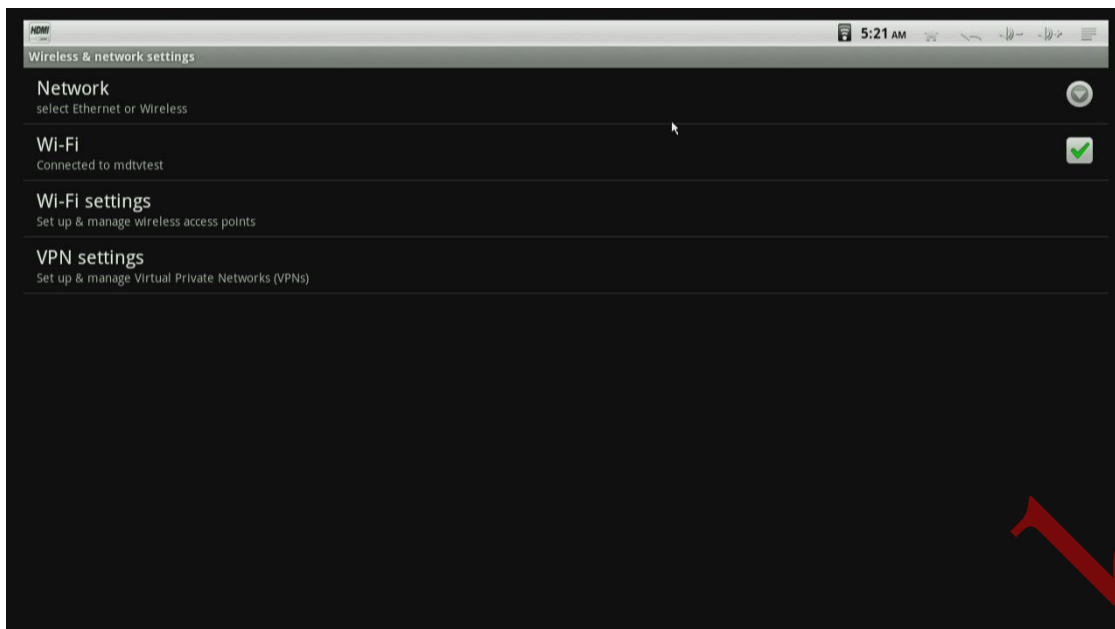 HDMI
5:21 AM
Wireless & network settings
Network
select Ethernet or Wireless
Wi-Fi
Connected to mdtvtest
Wi-Fi settings
Set up & manage wireless access points
VPN settings
Set up & manage Virtual Private Networks (VPNs)